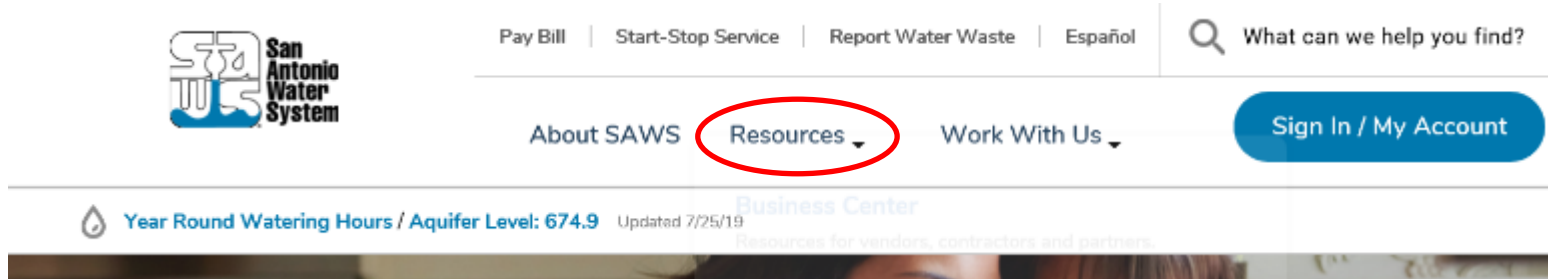 San
Antonio
Water
System
Pay Bill | Start-Stop Service | Report Water Waste | Español
What can we help you find?
About SAWS
Resources
Work With Us
Sign In / My Account
Year Round Watering Hours / Aquifer Level: 674.9 Updated 7/25/19
Business Center
Resources for vendors, contractors and partners.